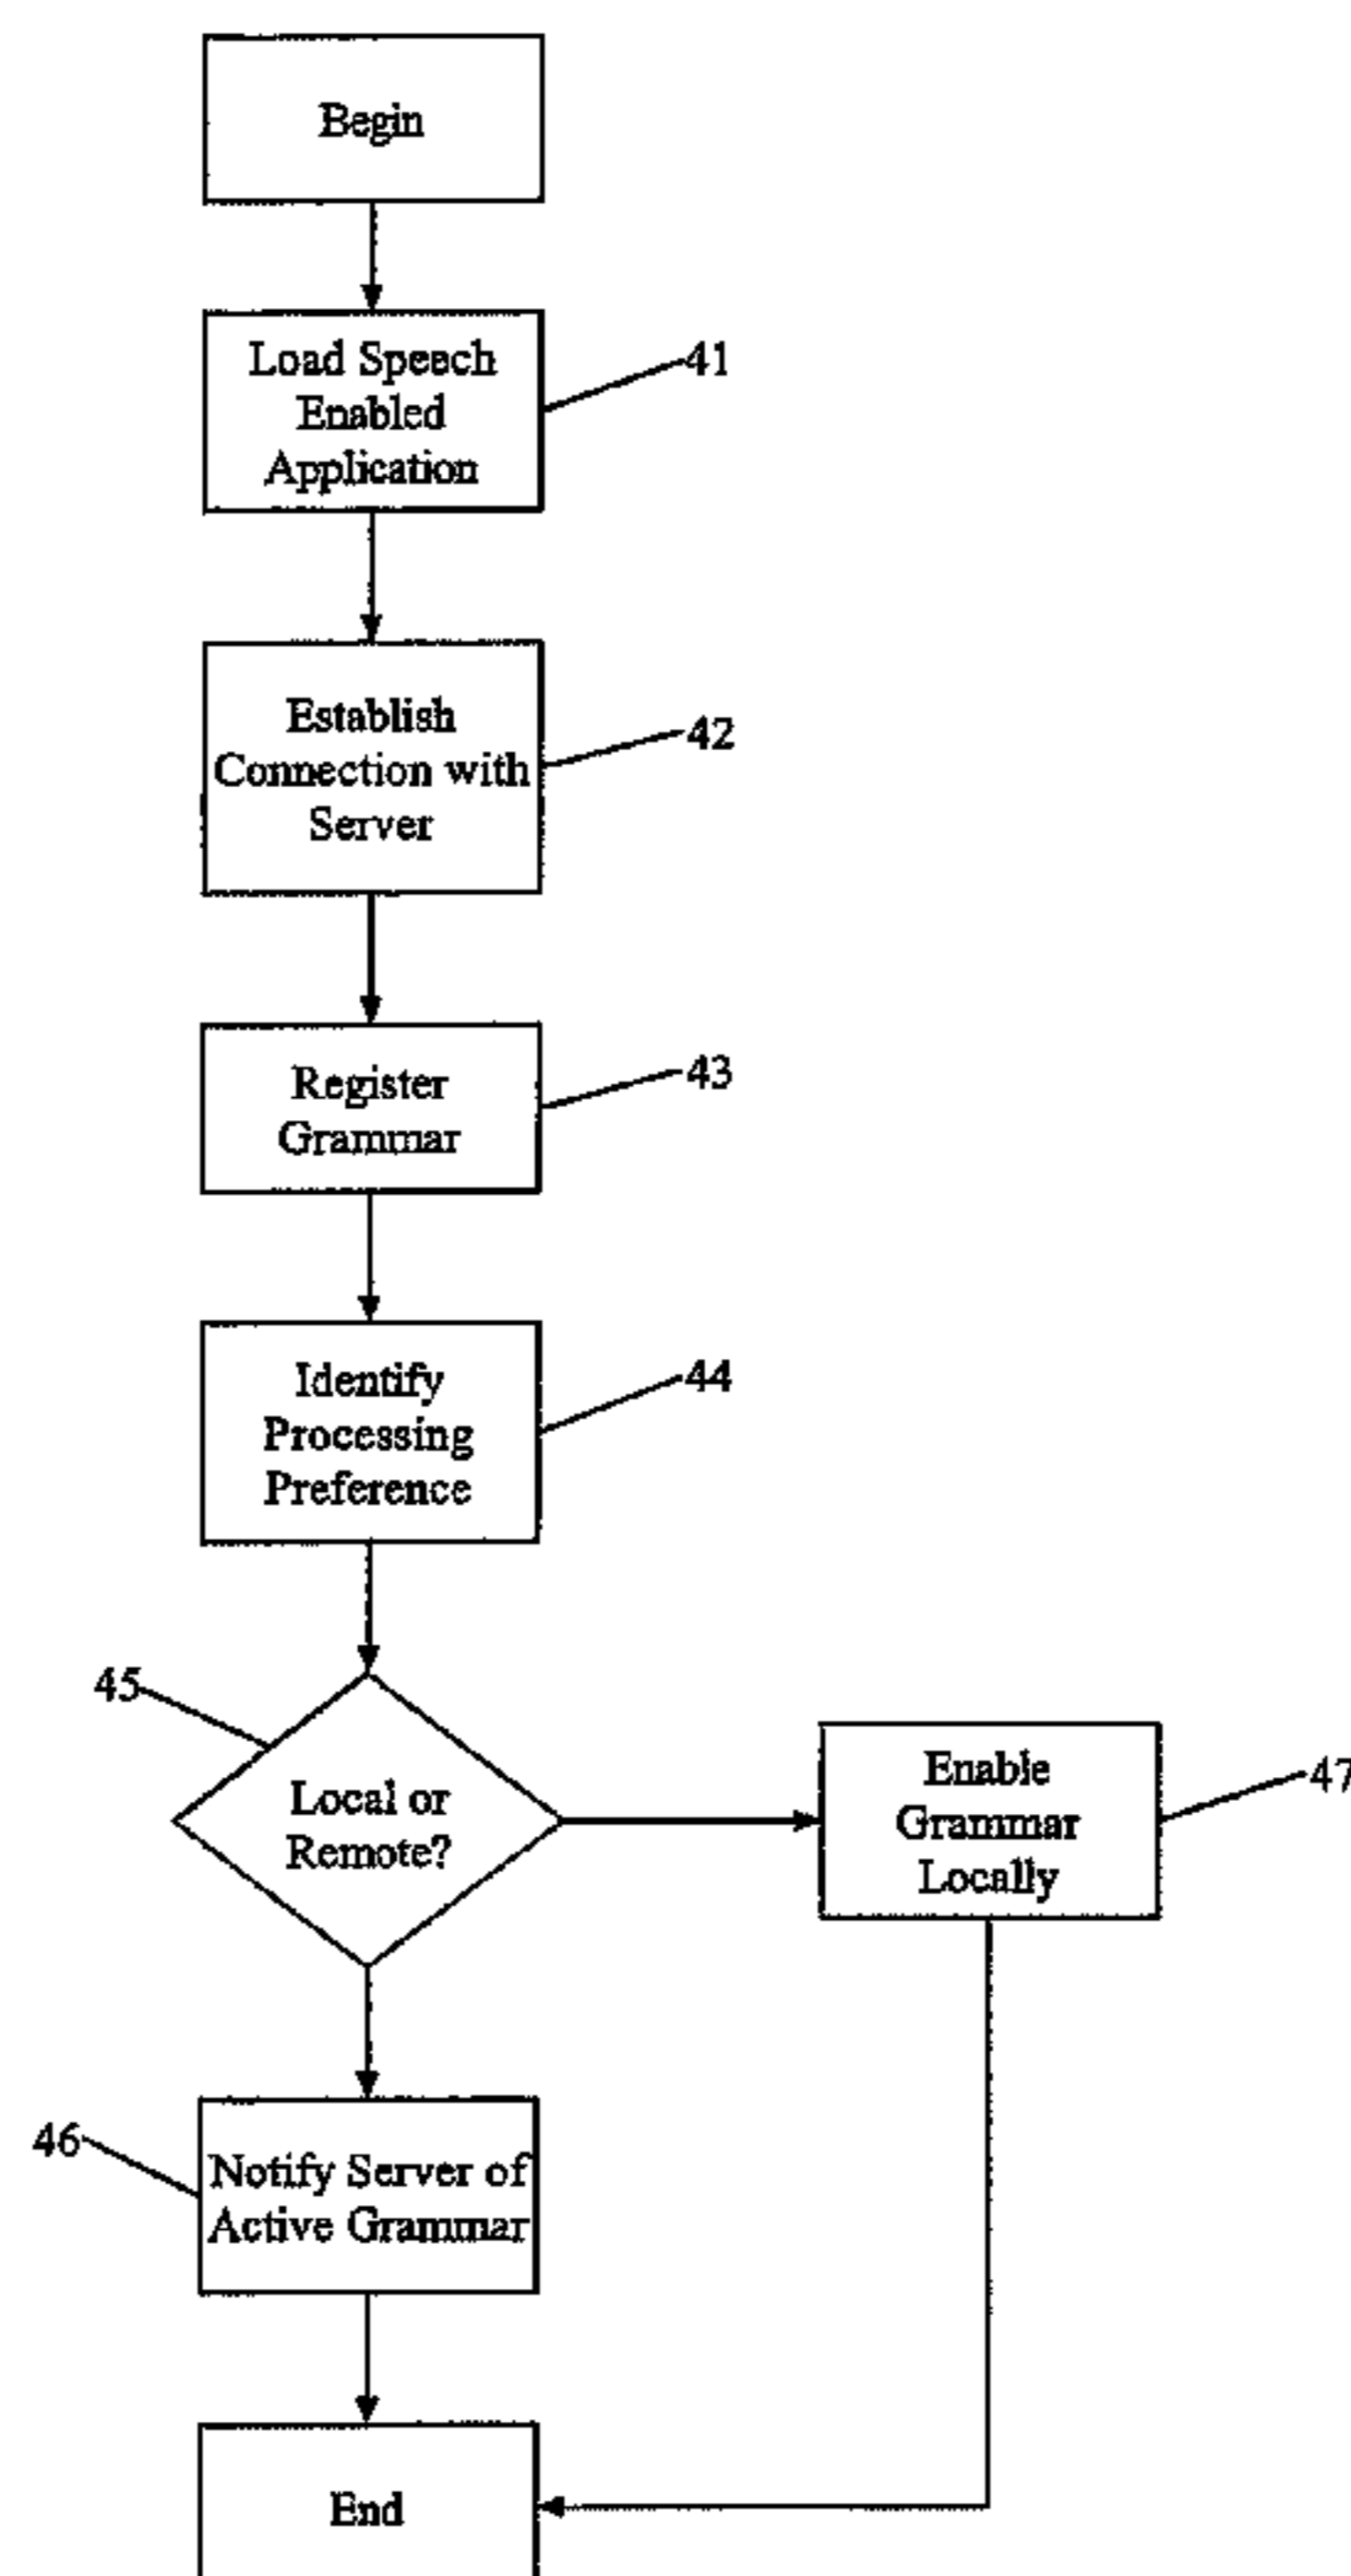 Begin
Load Speech
Enabled
Application
41
Establish
Connection with
Server
42
Register
Grammar
43
Identify
Processing
Preference
44
45
Local or
Remote?
Enable
Grammar
Locally
47
46
Notify Server of
Active Grammar
End